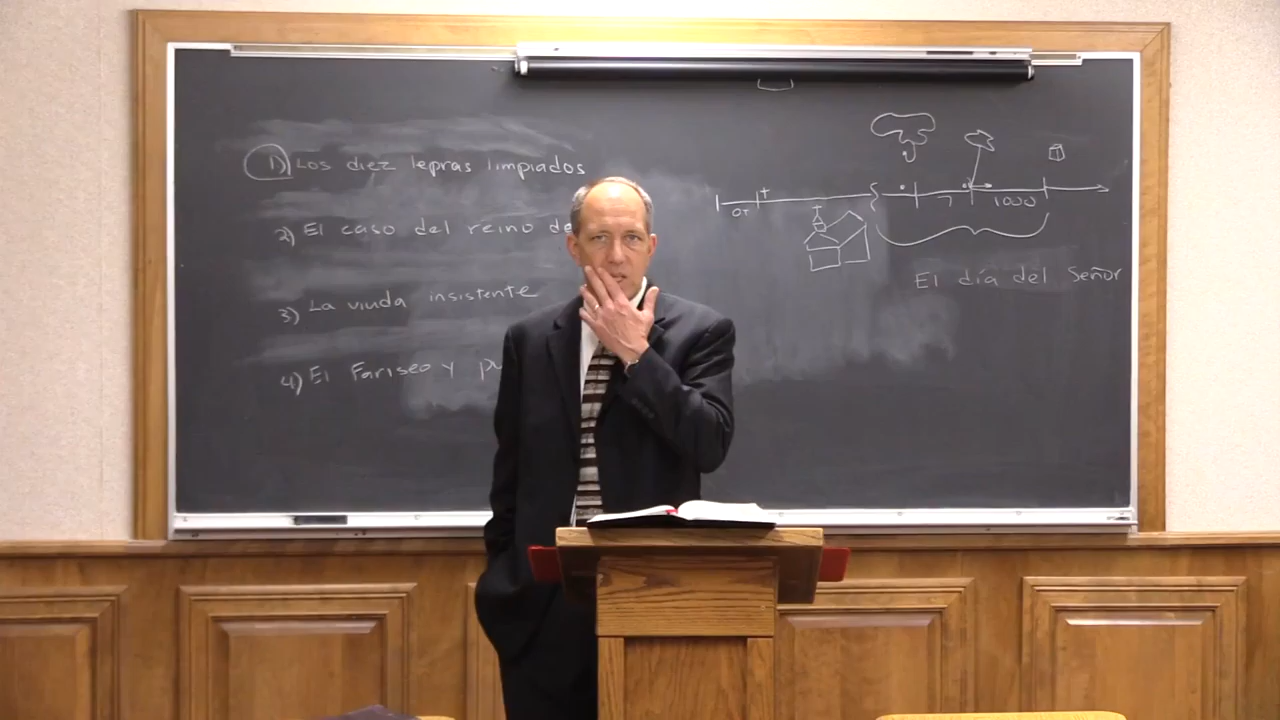 1) Los diez lepras limpiados
2) El caso del reino de
3) La viuda insistente
4) El Fariseo y pu
OT
7
1000
El día del Señor